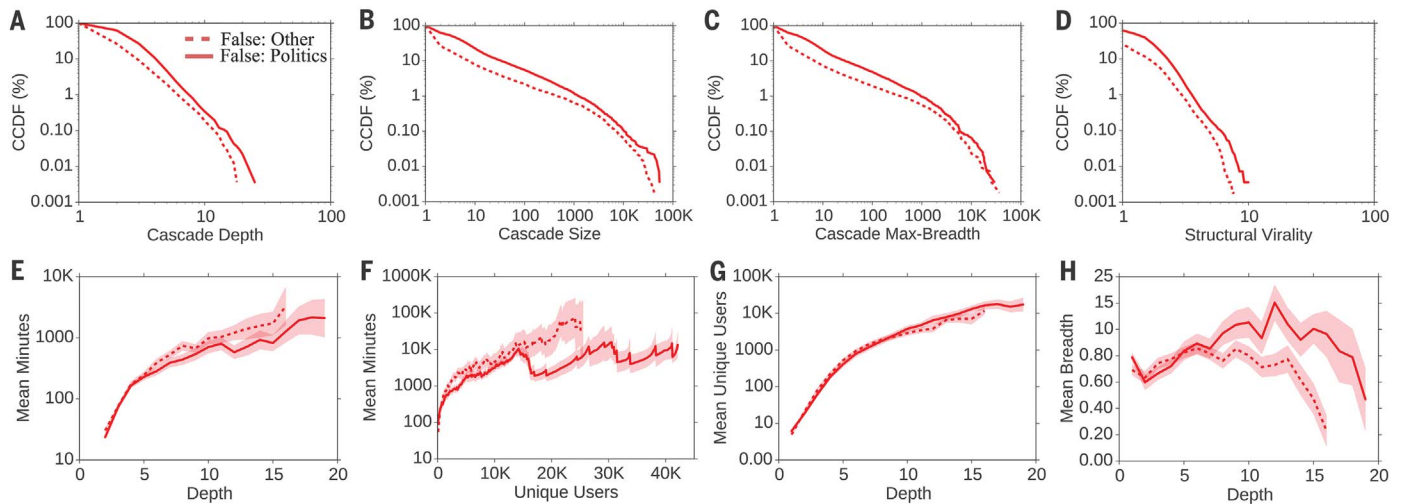 A
CCDF (%)
100
10
1
0.10
0.01
0.001
1
10
100
Cascade Depth
False: Other
False: Politics
B
CCDF (%)
100
10
1
0.10
0.01
0.001
1
10
100
1000
10K
100K
Cascade Size
C
CCDF (%)
100
10
1
0.10
0.01
0.001
1
10
100
1000
10K
100K
Cascade Max-Breadth
D
CCDF (%)
100
10
1
0.10
0.01
0.001
1
10
100
Structural Virality
E
Mean Minutes
10K
1000
100
10
0
5
10
15
20
Depth
F
Mean Minutes
1000K
100K
10K
1000
100
10
0
10K
20K
30K
40K
Unique Users
G
Mean Unique Users
100K
10K
1000
100
10
0.00
0
5
10
15
20
Depth
H
Mean Breadth
25
15
10
0.80
0.60
0.40
0.20
0.00
0
5
10
15
20
Depth